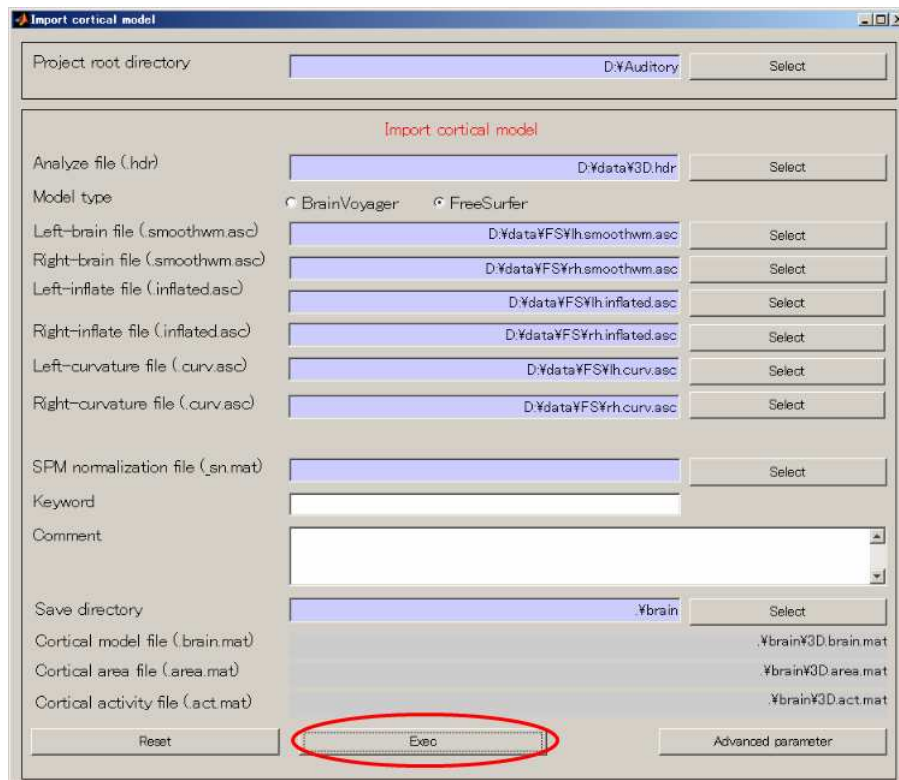 Import cortical model
Project root directory D:¥Auditory Select
Import cortical model
Analyze file (.hdr) D:¥data¥3D.hdr Select
Model type BrainVoyager FreeSurfer
Left-brain file (.smoothwm.asc) D:¥data¥FS¥lh.smoothwm.asc Select
Right-brain file (.smoothwm.asc) D:¥data¥FS¥rh.smoothwm.asc Select
Left-inflate file (.inflated.asc) D:¥data¥FS¥lh.inflated.asc Select
Right-inflate file (.inflated.asc) D:¥data¥FS¥rh.inflated.asc Select
Left-curvature file (.curv.asc) D:¥data¥FS¥lh.curv.asc Select
Right-curvature file (.curv.asc) D:¥data¥FS¥rh.curv.asc Select
SPM normalization file (_sn.mat) Select
Keyword
Comment
Save directory .¥brain Select
Cortical model file (.brain.mat) .¥brain¥3D.brain.mat
Cortical area file (.area.mat) .¥brain¥3D.area.mat
Cortical activity file (.act.mat) .¥brain¥3D.act.mat
Reset Exec Advanced parameter